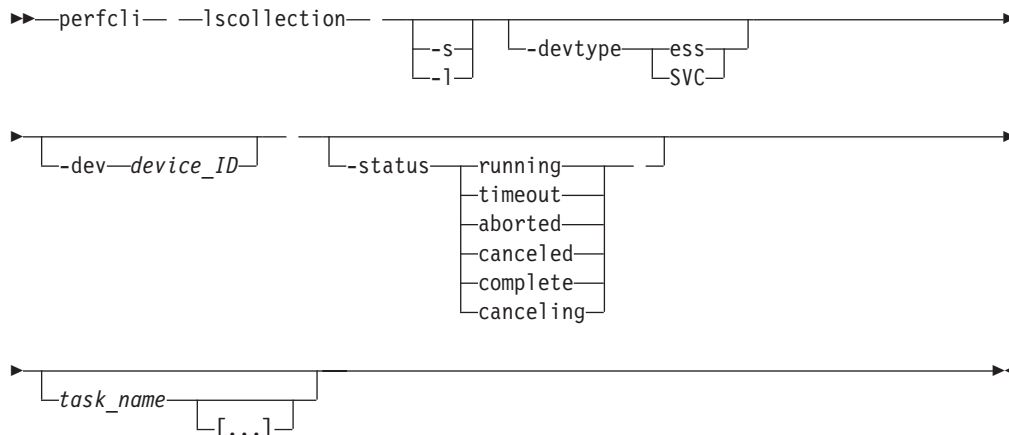 perfcli lscollection
-s -devtype ess
-l SVC
-dev device_ID -status running
timeout
aborted
canceled
complete
canceling
task_name
[...]